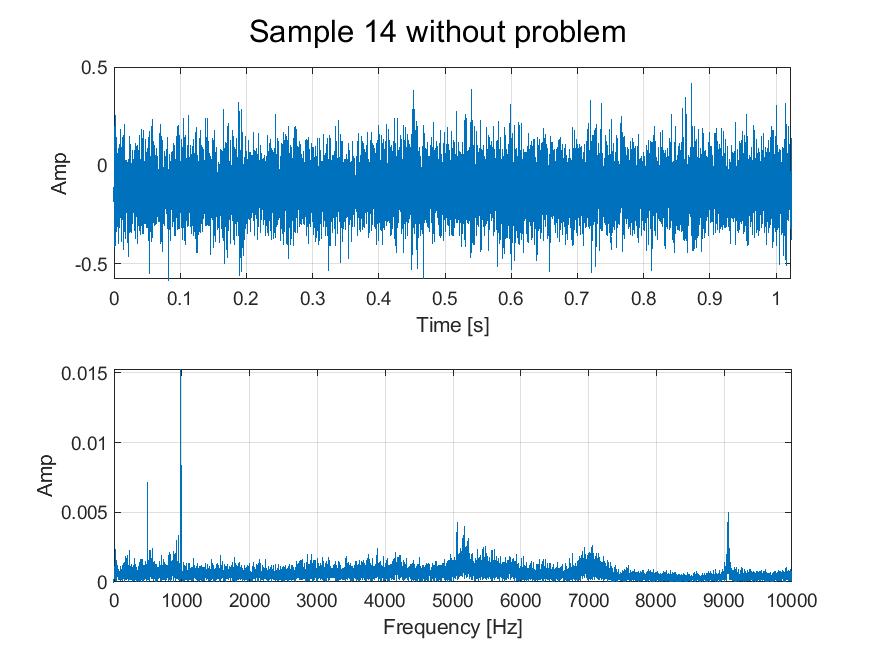 Sample 14 without problem
0.5
0
-0.5
Amp
0 0.1 0.2 0.3 0.4 0.5 0.6 0.7 0.8 0.9 1
Time [s]
0.015
0.01
0.005
0
Amp
0 1000 2000 3000 4000 5000 6000 7000 8000 9000 10000
Frequency [Hz]